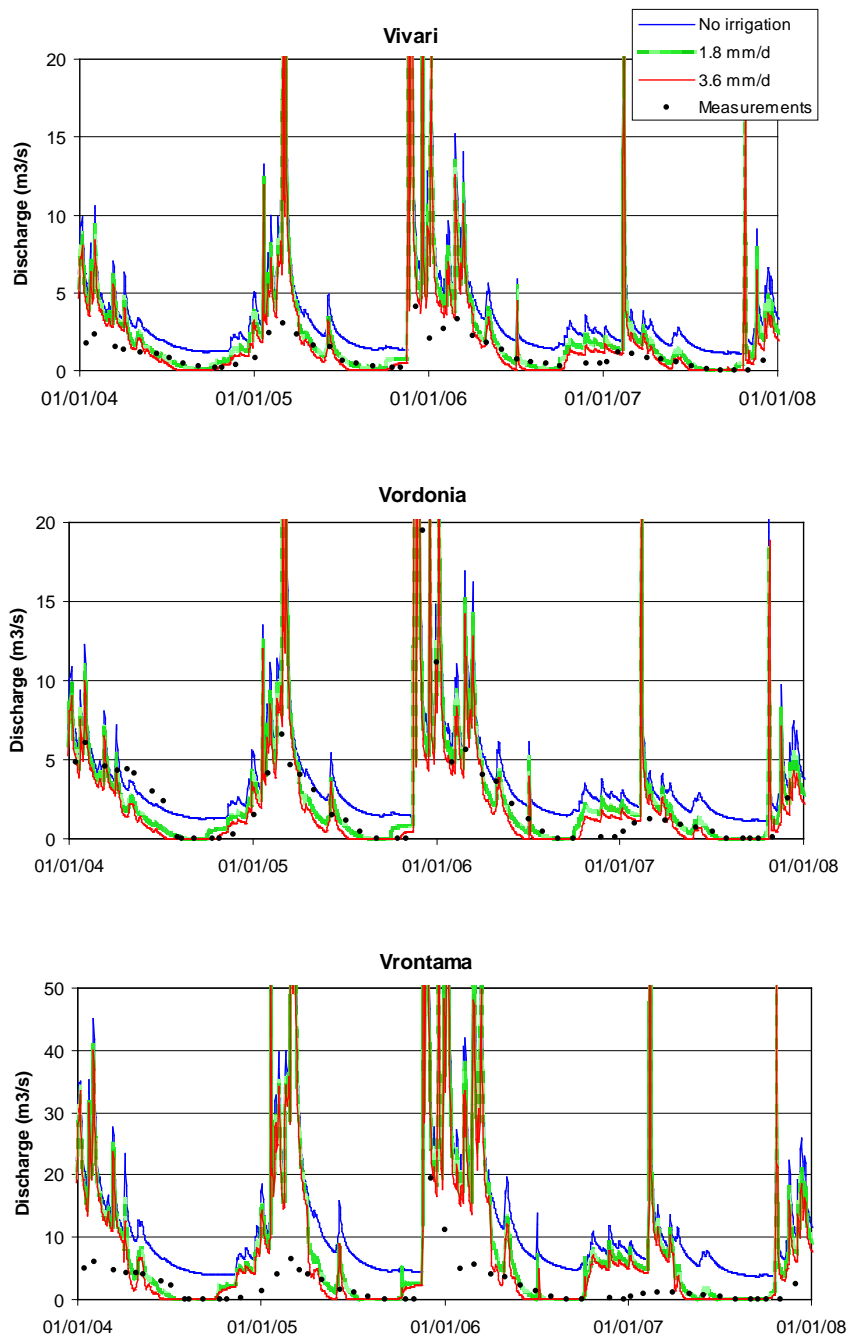 No irrigation
1.8 mm/d
3.6 mm/d
Measurements
Vivari
Discharge (m3/s)
20
15
10
5
0
01/01/04 01/01/05 01/01/06 01/01/07 01/01/08
Vordonia
Discharge (m3/s)
20
15
10
5
0
01/01/04 01/01/05 01/01/06 01/01/07 01/01/08
Vrontama
Discharge (m3/s)
50
40
30
20
10
0
01/01/04 01/01/05 01/01/06 01/01/07 01/01/08